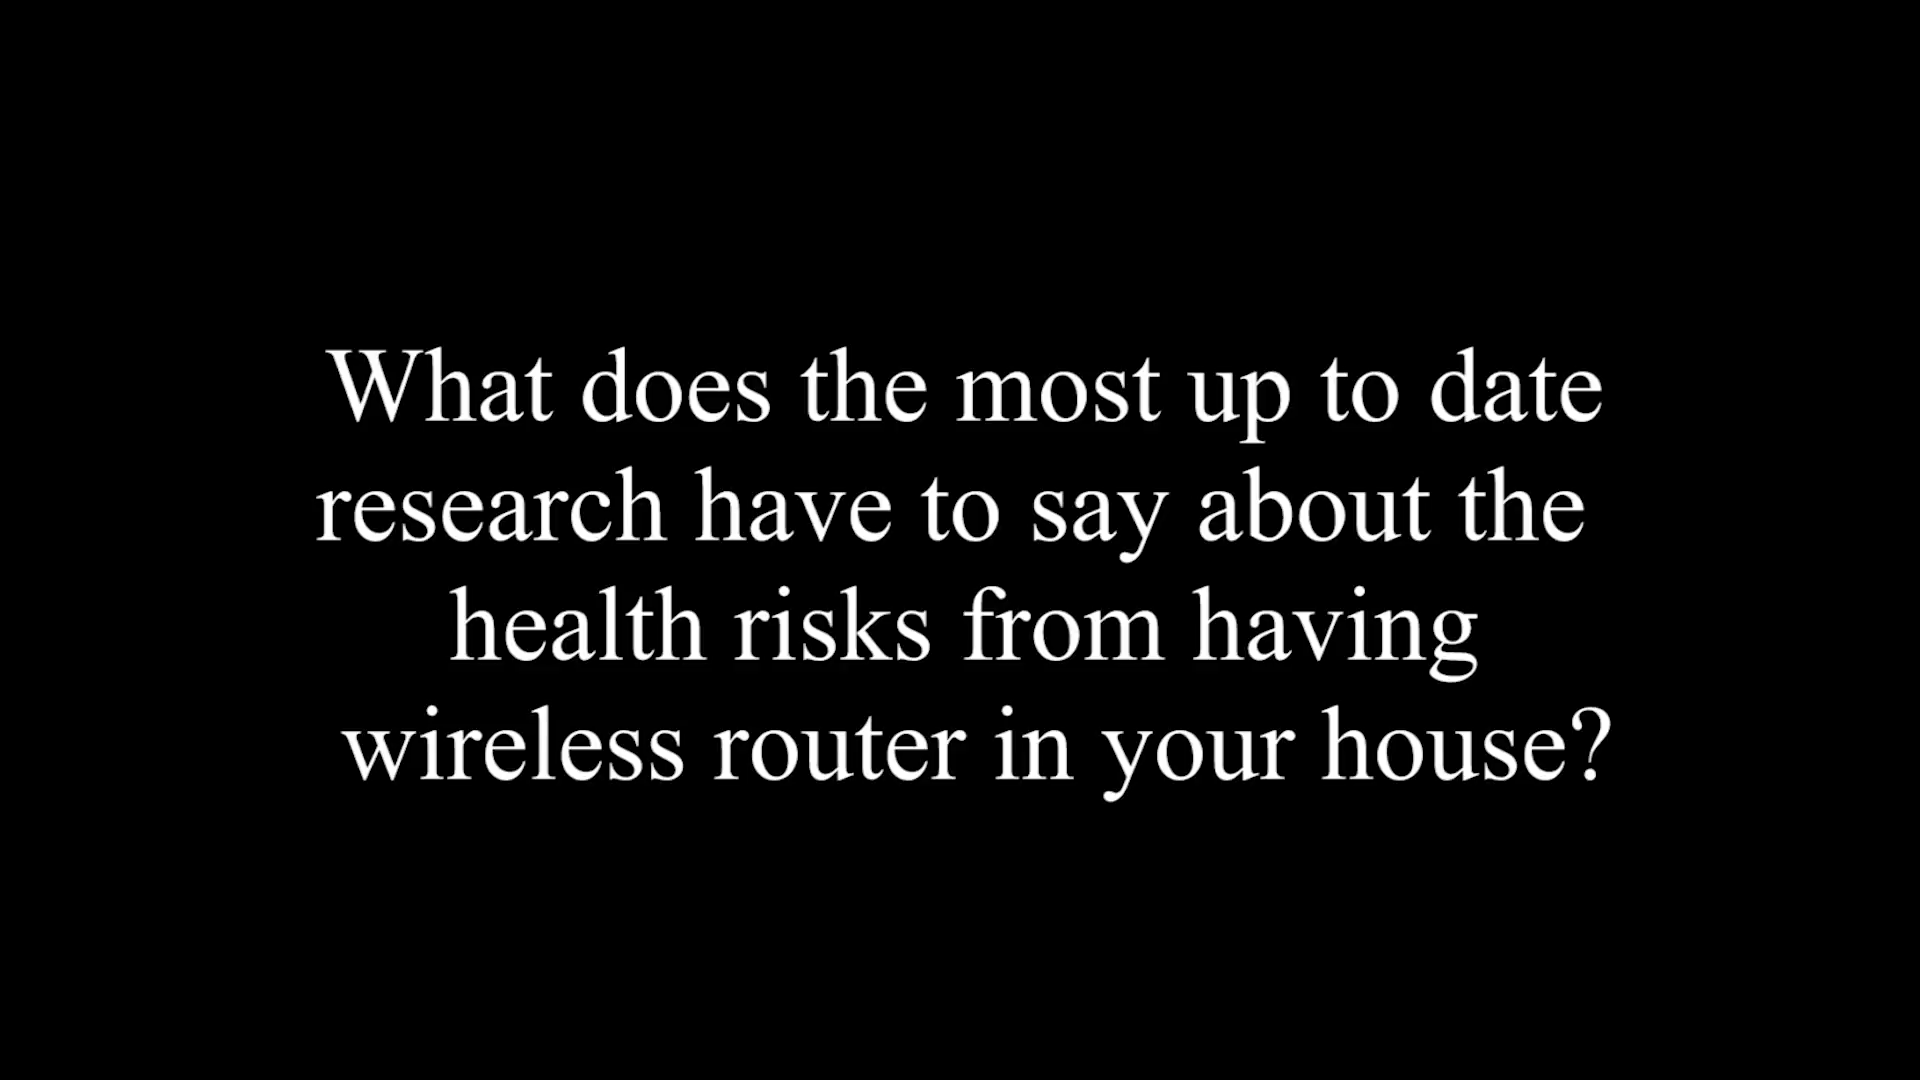 What does the most up to date
research have to say about the
health risks from having
wireless router in your house?